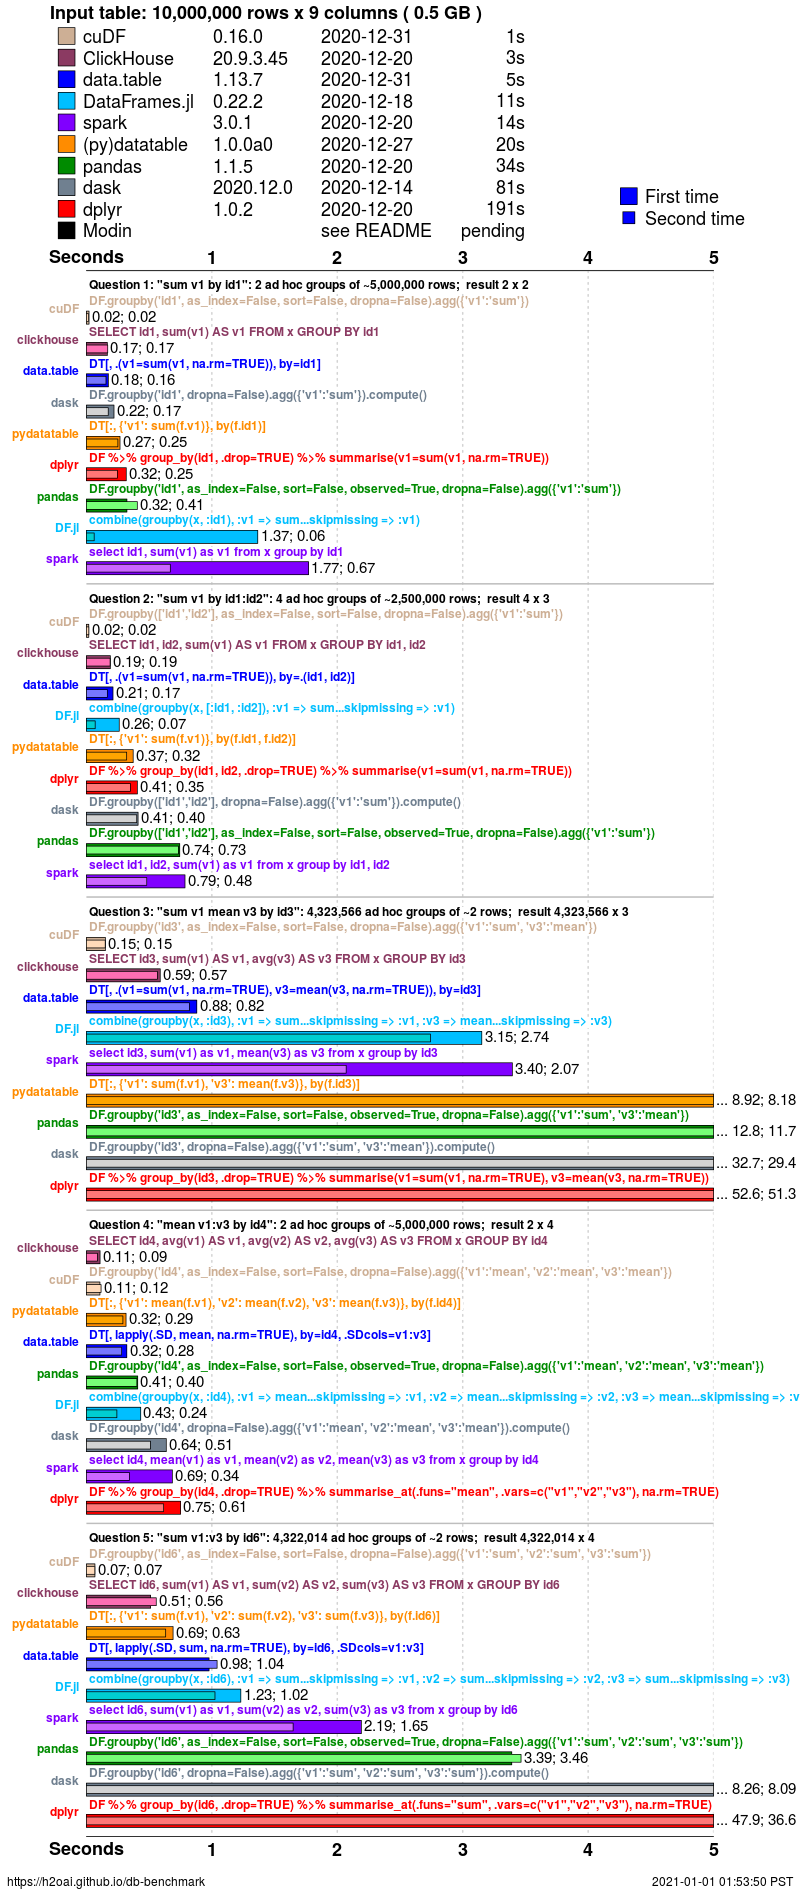 Input table: 10,000,000 rows x 9 columns ( 0.5 GB )
cuDF 0.16.0 2020-12-31 1s
ClickHouse 20.9.3.45 2020-12-20 3s
data.table 1.13.7 2020-12-31 5s
DataFrames.jl 0.22.2 2020-12-18 11s
spark 3.0.1 2020-12-20 14s
(py)datatable 1.0.0a0 2020-12-27 20s
pandas 1.1.5 2020-12-20 34s
dask 2020.12.0 2020-12-14 81s
dplyr 1.0.2 2020-12-20 191s
Modin see README pending
First time
Second time
Seconds 1 2 3 4 5
Question 1: "sum v1 by id1": 2 ad hoc groups of ~5,000,000 rows; result 2 x 2
DF.groupby('id1', as_index=False, sort=False, dropna=False).agg({'v1':'sum'})
cuDF 0.02; 0.02
SELECT id1, sum(v1) AS v1 FROM x GROUP BY id1
clickhouse 0.17; 0.17
DT[, .(v1=sum(v1, na.rm=TRUE)), by=id1]
data.table 0.18; 0.16
DF.groupby('id1', dropna=False).agg({'v1':'sum'}).compute()
dask 0.22; 0.17
DT[:, {'v1': sum(f.v1)}, by(f.id1)]
pydatatable 0.27; 0.25
DF %>% group_by(id1, .drop=TRUE) %>% summarise(v1=sum(v1, na.rm=TRUE))
dplyr 0.32; 0.25
DF.groupby('id1', as_index=False, sort=False, observed=True, dropna=False).agg({'v1':'sum'})
pandas 0.32; 0.41
combine(groupby(x, :id1), :v1 => sum...skipmissing => :v1)
DF.jl 1.37; 0.06
select id1, sum(v1) as v1 from x group by id1
spark 1.77; 0.67
Question 2: "sum v1 by id1:id2": 4 ad hoc groups of ~2,500,000 rows; result 4 x 3
DF.groupby(['id1','id2'], as_index=False, sort=False, dropna=False).agg({'v1':'sum'})
cuDF 0.02; 0.02
SELECT id1, id2, sum(v1) AS v1 FROM x GROUP BY id1, id2
clickhouse 0.19; 0.19
DT[, .(v1=sum(v1, na.rm=TRUE)), by=.(id1, id2)]
data.table 0.21; 0.17
combine(groupby(x, [:id1, :id2]), :v1 => sum...skipmissing => :v1)
DF.jl 0.26; 0.07
DT[:, {'v1': sum(f.v1)}, by(f.id1, f.id2)]
pydatatable 0.37; 0.32
DF %>% group_by(id1, id2, .drop=TRUE) %>% summarise(v1=sum(v1, na.rm=TRUE))
dplyr 0.41; 0.35
DF.groupby(['id1','id2'], dropna=False).agg({'v1':'sum'}).compute()
dask 0.41; 0.40
DF.groupby(['id1','id2'], as_index=False, sort=False, observed=True, dropna=False).agg({'v1':'sum'})
pandas 0.74; 0.73
select id1, id2, sum(v1) as v1 from x group by id1, id2
spark 0.79; 0.48
Question 3: "sum v1 mean v3 by id3": 4,323,566 ad hoc groups of ~2 rows; result 4,323,566 x 3
DF.groupby('id3', as_index=False, sort=False, dropna=False).agg({'v1':'sum', 'v3':'mean'})
cuDF 0.15; 0.15
SELECT id3, sum(v1) AS v1, avg(v3) AS v3 FROM x GROUP BY id3
clickhouse 0.59; 0.57
DT[, .(v1=sum(v1, na.rm=TRUE), v3=mean(v3, na.rm=TRUE)), by=id3]
data.table 0.88; 0.82
combine(groupby(x, :id3), :v1 => sum...skipmissing => :v1, :v3 => mean...skipmissing => :v3)
DF.jl 3.15; 2.74
select id3, sum(v1) as v1, mean(v3) as v3 from x group by id3
spark 3.40; 2.07
DT[:, {'v1': sum(f.v1), 'v3': mean(f.v3)}, by(f.id3)]
pydatatable ... 8.92; 8.18
DF.groupby('id3', as_index=False, sort=False, observed=True, dropna=False).agg({'v1':'sum', 'v3':'mean'})
pandas ... 12.8; 11.7
DF.groupby('id3', dropna=False).agg({'v1':'sum', 'v3':'mean'}).compute()
dask ... 32.7; 29.4
DF %>% group_by(id3, .drop=TRUE) %>% summarise(v1=sum(v1, na.rm=TRUE), v3=mean(v3, na.rm=TRUE))
dplyr ... 52.6; 51.3
Question 4: "mean v1:v3 by id4": 2 ad hoc groups of ~5,000,000 rows; result 2 x 4
SELECT id4, avg(v1) AS v1, avg(v2) AS v2, avg(v3) AS v3 FROM x GROUP BY id4
clickhouse 0.11; 0.09
DF.groupby('id4', as_index=False, sort=False, dropna=False).agg({'v1':'mean', 'v2':'mean', 'v3':'mean'})
cuDF 0.11; 0.12
DT[:, {'v1': mean(f.v1), 'v2': mean(f.v2), 'v3': mean(f.v3)}, by(f.id4)]
pydatatable 0.32; 0.29
DT[, lapply(.SD, mean, na.rm=TRUE), by=id4, .SDcols=v1:v3]
data.table 0.32; 0.28
DF.groupby('id4', as_index=False, sort=False, observed=True, dropna=False).agg({'v1':'mean', 'v2':'mean', 'v3':'mean'})
pandas 0.41; 0.40
combine(groupby(x, :id4), :v1 => mean...skipmissing => :v1, :v2 => mean...skipmissing => :v2, :v3 => mean...skipmissing => :v
DF.jl 0.43; 0.24
DF.groupby('id4', dropna=False).agg({'v1':'mean', 'v2':'mean', 'v3':'mean'}).compute()
dask 0.64; 0.51
select id4, mean(v1) as v1, mean(v2) as v2, mean(v3) as v3 from x group by id4
spark 0.69; 0.34
DF %>% group_by(id4, .drop=TRUE) %>% summarise_at(.funs="mean", .vars=c("v1","v2","v3"), na.rm=TRUE)
dplyr 0.75; 0.61
Question 5: "sum v1:v3 by id6": 4,322,014 ad hoc groups of ~2 rows; result 4,322,014 x 4
DF.groupby('id6', as_index=False, sort=False, dropna=False).agg({'v1':'sum', 'v2':'sum', 'v3':'sum'})
cuDF 0.07; 0.07
SELECT id6, sum(v1) AS v1, sum(v2) AS v2, sum(v3) AS v3 FROM x GROUP BY id6
clickhouse 0.51; 0.56
DT[:, {'v1': sum(f.v1), 'v2': sum(f.v2), 'v3': sum(f.v3)}, by(f.id6)]
pydatatable 0.69; 0.63
DT[, lapply(.SD, sum, na.rm=TRUE), by=id6, .SDcols=v1:v3]
data.table 0.98; 1.04
combine(groupby(x, :id6), :v1 => sum...skipmissing => :v1, :v2 => sum...skipmissing => :v2, :v3 => sum...skipmissing => :v3)
DF.jl 1.23; 1.02
select id6, sum(v1) as v1, sum(v2) as v2, sum(v3) as v3 from x group by id6
spark 2.19; 1.65
DF.groupby('id6', as_index=False, sort=False, observed=True, dropna=False).agg({'v1':'sum', 'v2':'sum', 'v3':'sum'})
pandas 3.39; 3.46
DF.groupby('id6', dropna=False).agg({'v1':'sum', 'v2':'sum', 'v3':'sum'}).compute()
dask ... 8.26; 8.09
DF %>% group_by(id6, .drop=TRUE) %>% summarise_at(.funs="sum", .vars=c("v1","v2","v3"), na.rm=TRUE)
dplyr ... 47.9; 36.6
Seconds 1 2 3 4 5
https://h2oai.github.io/db-benchmark 2021-01-01 01:53:50 PST